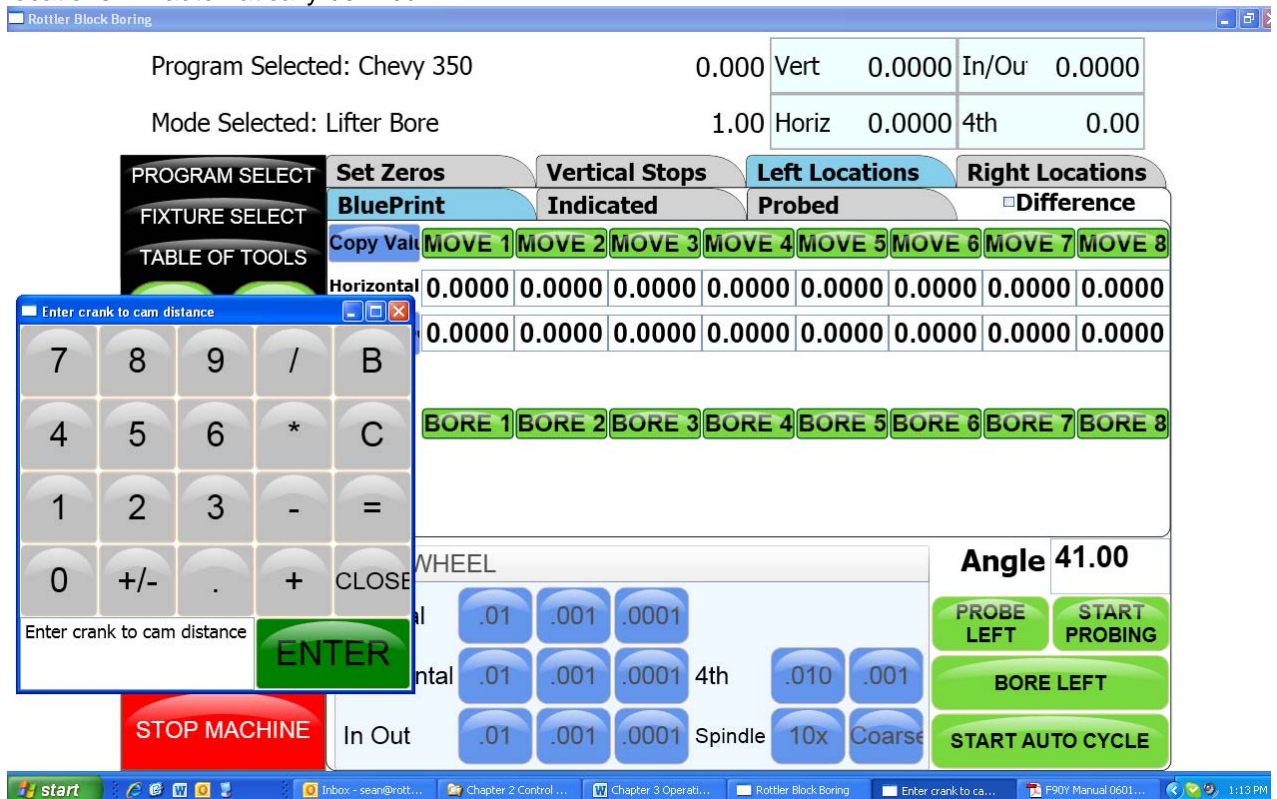 Rottler Block Boring
Program Selected: Chevy 350 0.000 Vert 0.0000 In/Ou 0.0000
Mode Selected: Lifter Bore 1.00 Horiz 0.0000 4th 0.00
PROGRAM SELECT
FIXTURE SELECT
TABLE OF TOOLS
Set Zeros Vertical Stops Left Locations Right Locations
BluePrint Indicated Probed Difference
Copy Valu MOVE 1 MOVE 2 MOVE 3 MOVE 4 MOVE 5 MOVE 6 MOVE 7 MOVE 8
Horizontal 0.0000 0.0000 0.0000 0.0000 0.0000 0.0000 0.0000 0.0000
0.0000 0.0000 0.0000 0.0000 0.0000 0.0000 0.0000 0.0000
BORE 1 BORE 2 BORE 3 BORE 4 BORE 5 BORE 6 BORE 7 BORE 8
Enter crank to cam distance
7 8 9 / B
4 5 6 * C
1 2 3 - =
0 +/- . + CLOSE
Enter crank to cam distance ENTER
WHEEL
.01 .001 .0001
ntal .01 .001 .0001 4th .010 .001
In Out .01 .001 .0001 Spindle 10x Coarse
Angle 41.00
PROBE LEFT START PROBING
BORE LEFT
START AUTO CYCLE
STOP MACHINE
start Inbox - sean@rott... Chapter 2 Control ... Chapter 3 Operati... Rottler Block Boring Enter crank to ca... F90Y Manual 0601... 1:13 PM